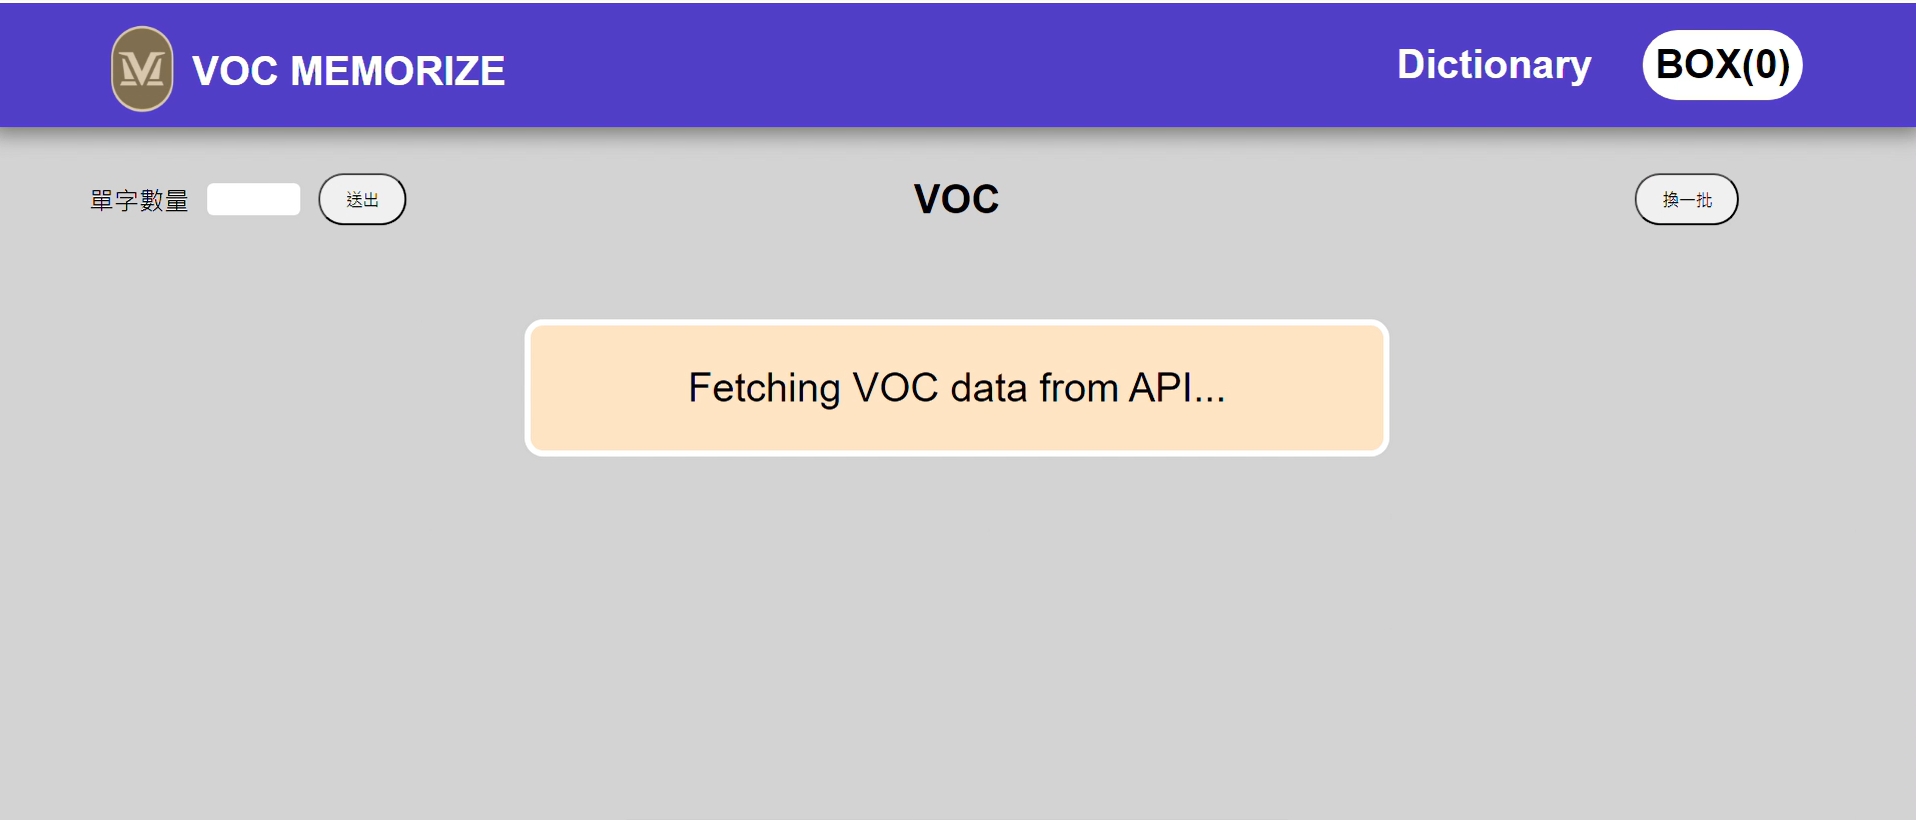 VOC MEMORIZE
Dictionary
BOX(0)
單字數量
送出
VOC
換一批
Fetching VOC data from API...